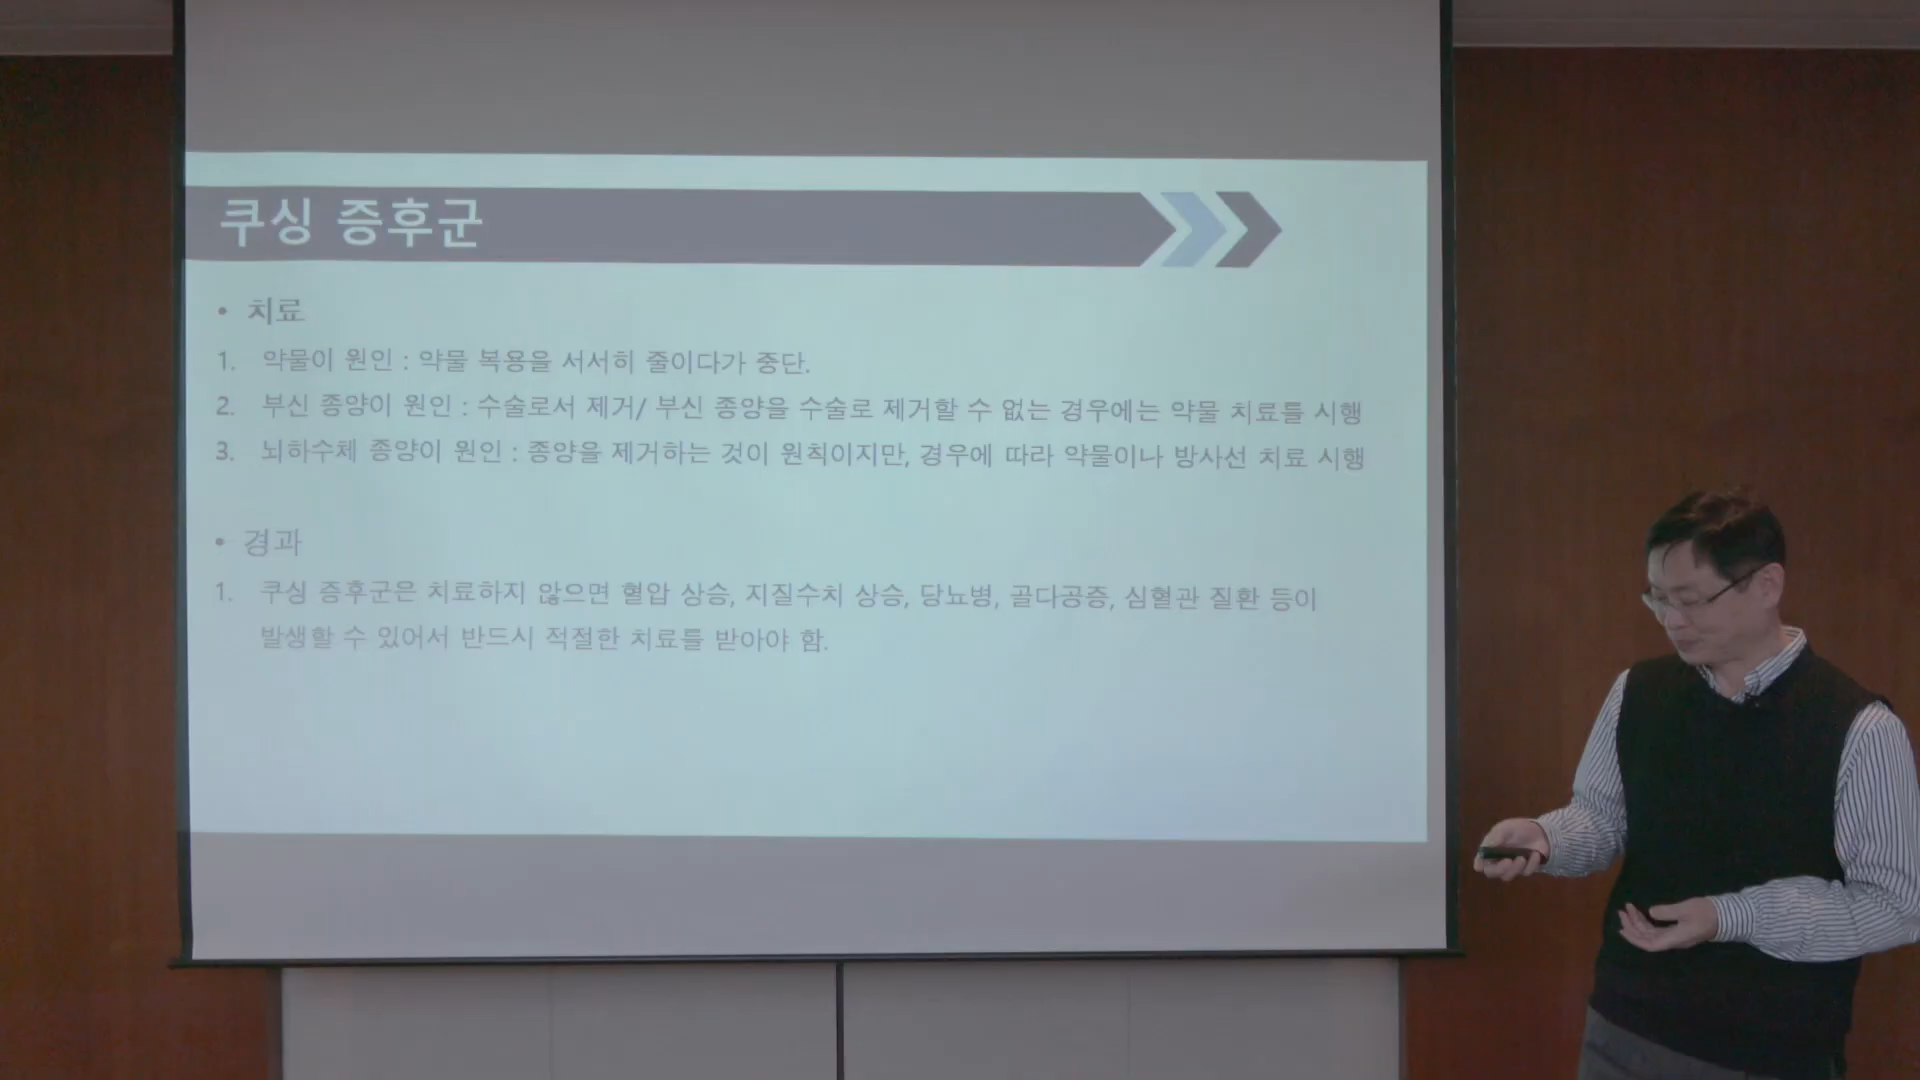 쿠싱 증후군
• 치료
1. 약물이 원인 : 약물 복용을 서서히 줄이다가 중단.
2. 부신 종양이 원인 : 수술로서 제거/ 부신 종양을 수술로 제거할 수 없는 경우에는 약물 치료를 시행
3. 뇌하수체 종양이 원인 : 종양을 제거하는 것이 원칙이지만, 경우에 따라 약물이나 방사선 치료 시행
• 경과
1. 쿠싱 증후군은 치료하지 않으면 혈압 상승, 지질수치 상승, 당뇨병, 골다공증, 심혈관 질환 등이
발생할 수 있어서 반드시 적절한 치료를 받아야 함.